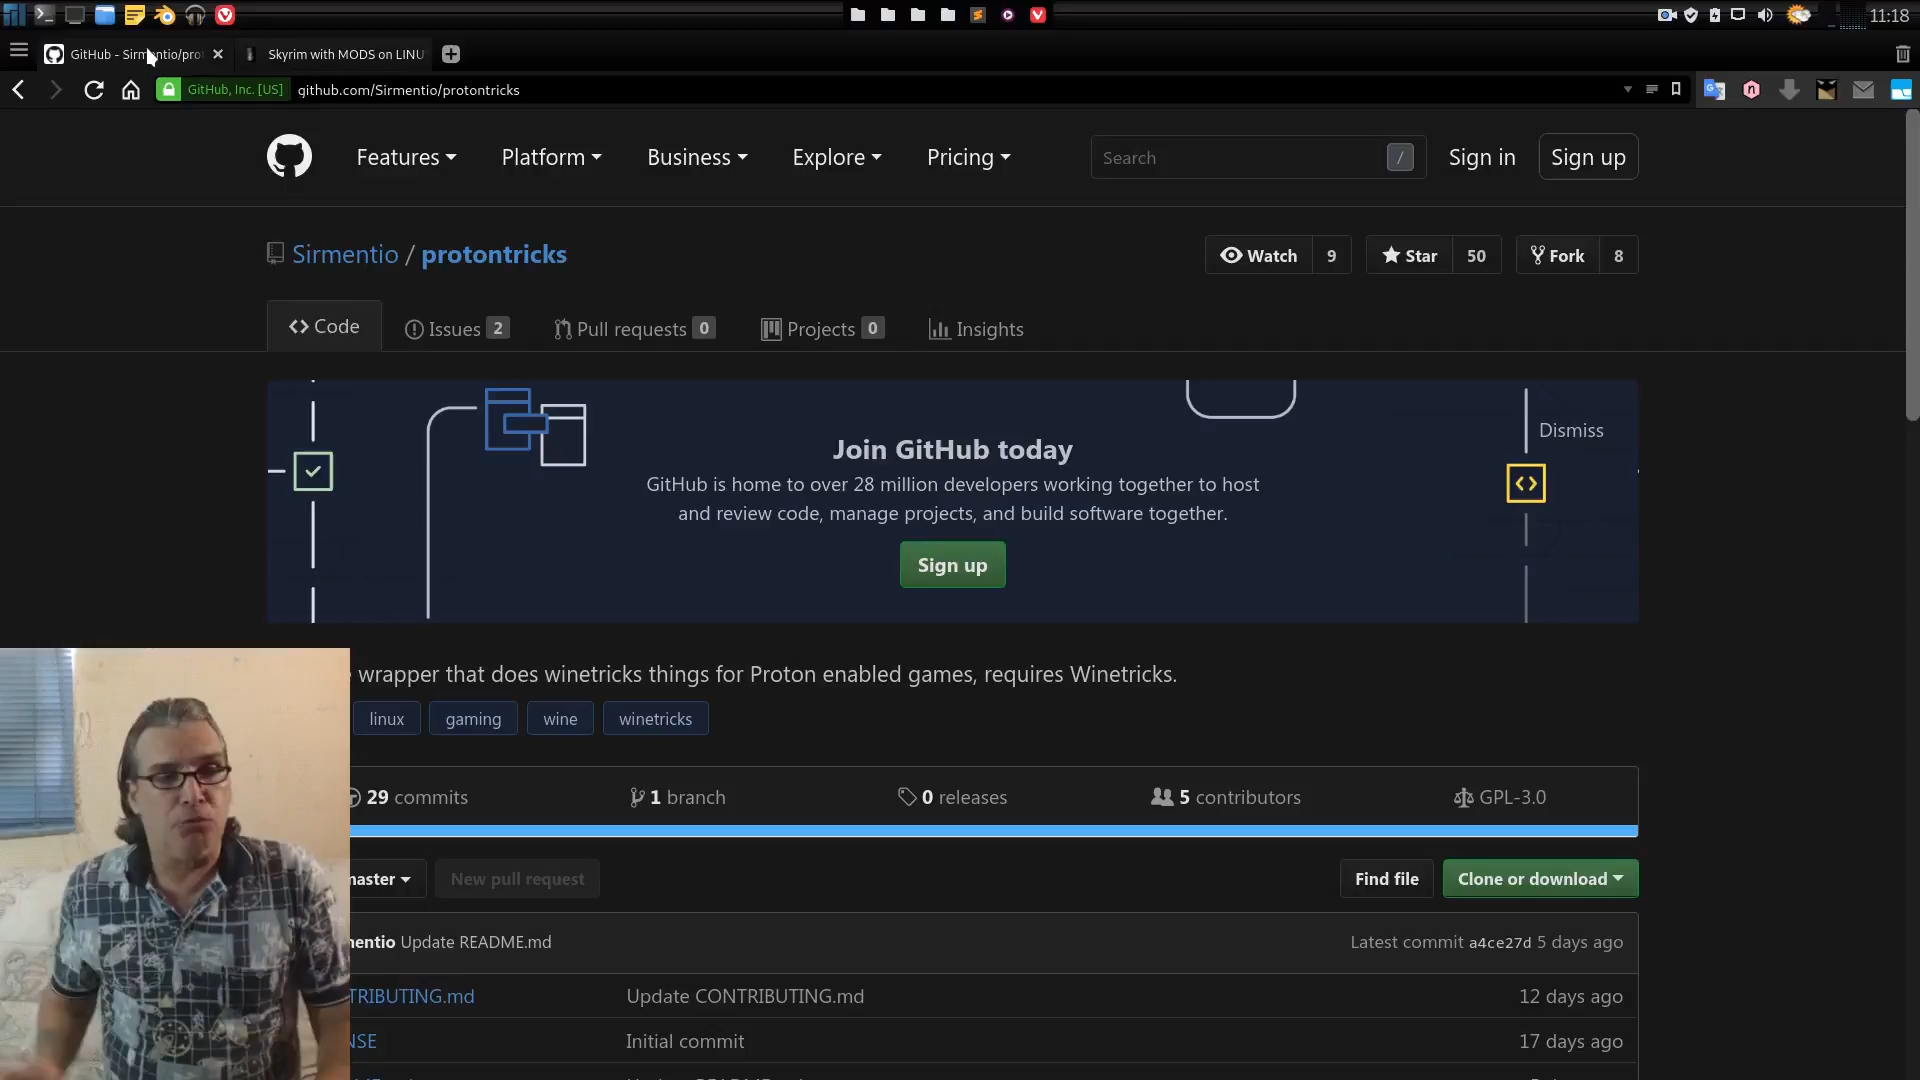 11:18
GitHub - Sirmentio/pro
Skyrim with MODS on LINU
GitHub, Inc. [US]
github.com/Sirmentio/protontricks
Features
Platform
Business
Explore
Pricing
Search
/
Sign in
Sign up
Sirmentio / protontricks
Watch 9
Star 50
Fork 8
Code
Issues 2
Pull requests 0
Projects 0
Insights
Join GitHub today
Dismiss
GitHub is home to over 28 million developers working together to host
and review code, manage projects, and build software together.
Sign up
wrapper that does winetricks things for Proton enabled games, requires Winetricks.
linux
gaming
wine
winetricks
29 commits
1 branch
0 releases
5 contributors
GPL-3.0
master
New pull request
Find file
Clone or download
mentio Update README.md
Latest commit a4ce27d 5 days ago
TRIBUTING.md
Update CONTRIBUTING.md
12 days ago
NSE
Initial commit
17 days ago